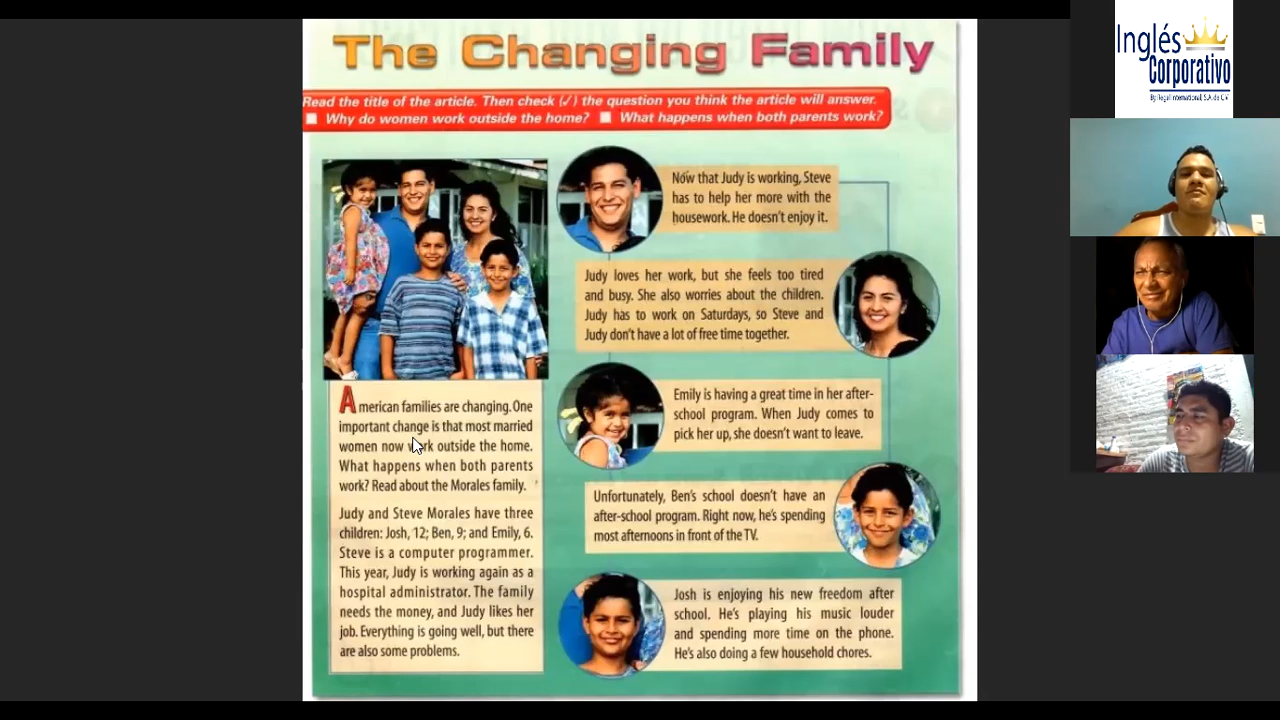 The Changing Family
Read the title of the article. Then check (✓) the question you think the article will answer.
Why do women work outside the home? What happens when both parents work?
American families are changing. One
important change is that most married
women now work outside the home.
What happens when both parents
work? Read about the Morales family.
Judy and Steve Morales have three
children: Josh, 12; Ben, 9; and Emily, 6.
Steve is a computer programmer.
This year, Judy is working again as a
hospital administrator. The family
needs the money, and Judy likes her
job. Everything is going well, but there
are also some problems.
Now that Judy is working, Steve
has to help her more with the
housework. He doesn't enjoy it.
Judy loves her work, but she feels too tired
and busy. She also worries about the children.
Judy has to work on Saturdays, so Steve and
Judy don't have a lot of free time together.
Emily is having a great time in her after-
school program. When Judy comes to
pick her up, she doesn't want to leave.
Unfortunately, Ben's school doesn't have an
after-school program. Right now, he's spending
most afternoons in front of the TV.
Josh is enjoying his new freedom after
school. He's playing his music louder
and spending more time on the phone.
He's also doing a few household chores.
Inglés
Corporativo
By Regal International, S.A. de C.V.